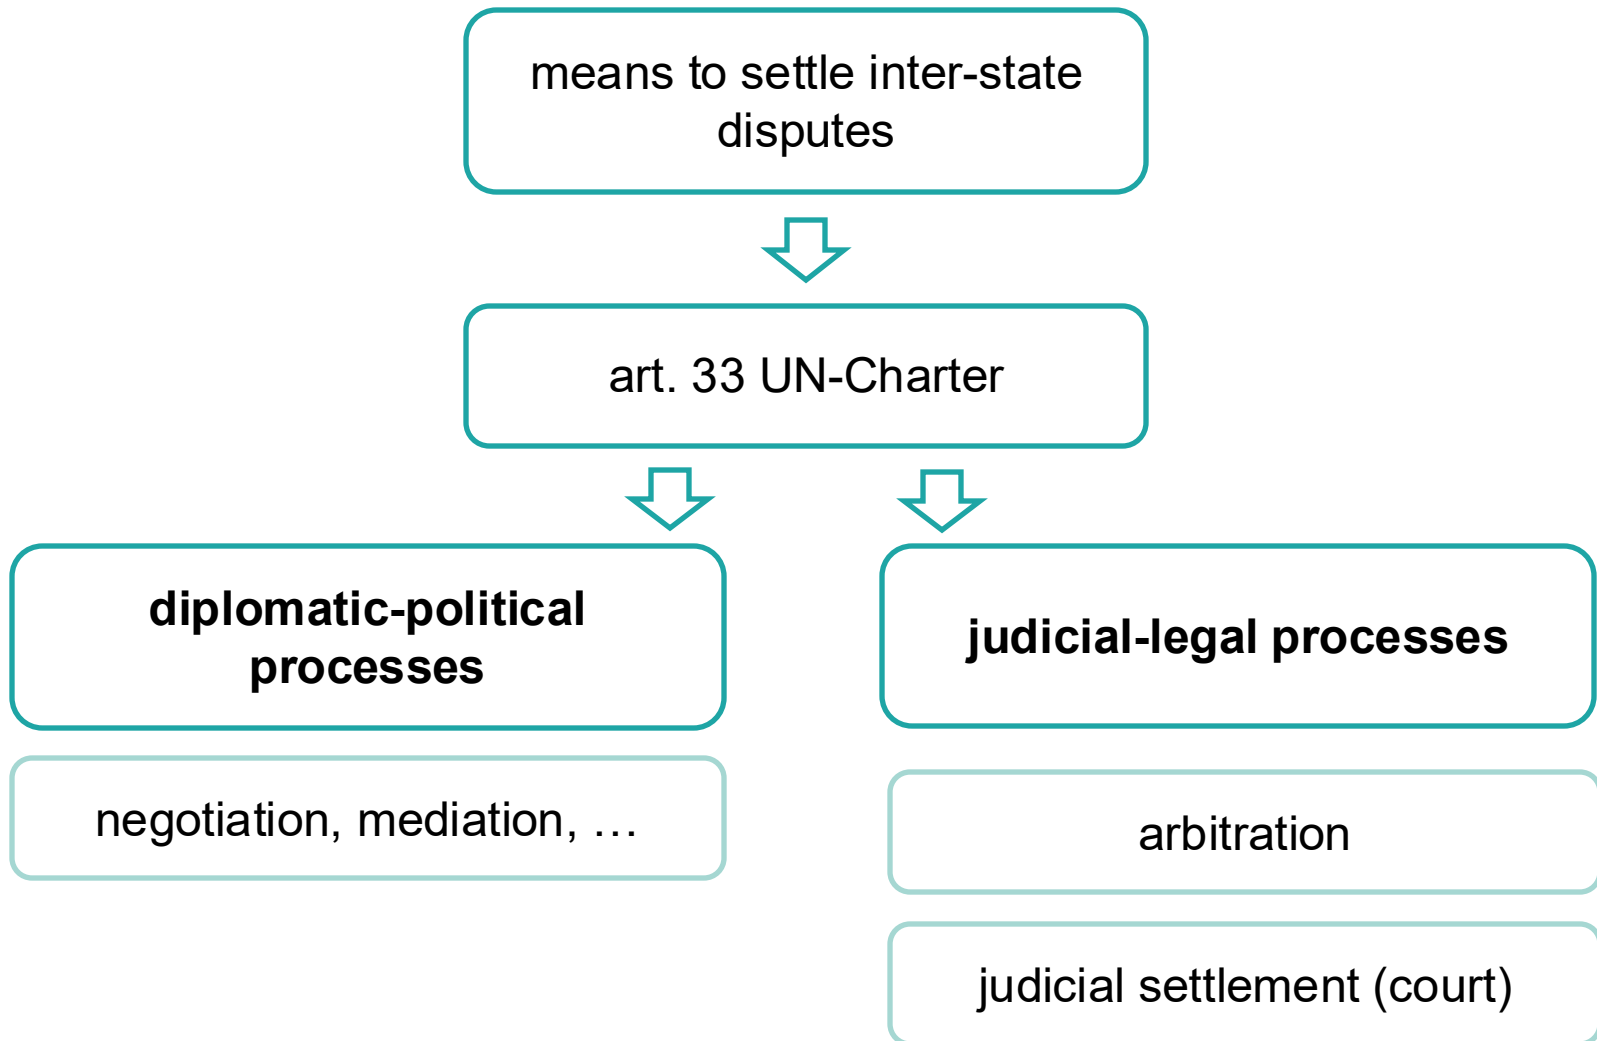 means to settle inter-state
disputes
art. 33 UN-Charter
diplomatic-political
processes
judicial-legal processes
negotiation, mediation, …
arbitration
judicial settlement (court)